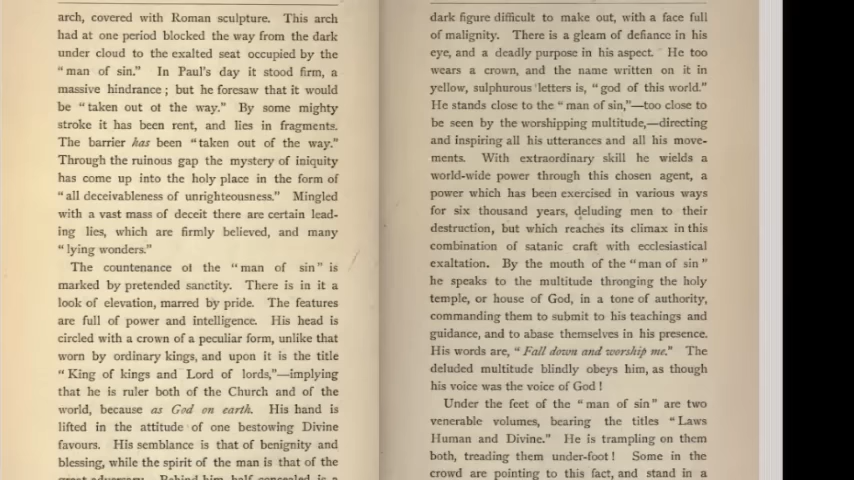 arch, covered with Roman sculpture. This arch
had at one period blocked the way from the dark
under cloud to the exalted seat occupied by the
"man of sin." In Paul's day it stood firm, a
massive hindrance; but he foresaw that it would
be "taken out of the way." By some mighty
stroke it has been rent, and lies in fragments.
The barrier has been "taken out of the way."
Through the ruinous gap the mystery of iniquity
has come up into the holy place in the form of
"all deceivableness of unrighteousness." Mingled
with a vast mass of deceit there are certain lead-
ing lies, which are firmly believed, and many
"lying wonders."
The countenance of the "man of sin" is
marked by pretended sanctity. There is in it a
look of elevation, marred by pride. The features
are full of power and intelligence. His head is
circled with a crown of a peculiar form, unlike that
worn by ordinary kings, and upon it is the title
"King of kings and Lord of lords,"—implying
that he is ruler both of the Church and of the
world, because as God on earth. His hand is
lifted in the attitude of one bestowing Divine
favours. His semblance is that of benignity and
blessing, while the spirit of the man is that of the
great adversary. Behind him, half concealed is a
dark figure difficult to make out, with a face full
of malignity. There is a gleam of defiance in his
eye, and a deadly purpose in his aspect. He too
wears a crown, and the name written on it in
yellow, sulphurous letters is, "god of this world."
He stands close to the "man of sin,"—too close to
be seen by the worshipping multitude,—directing
and inspiring all his utterances and all his move-
ments. With extraordinary skill he wields a
world-wide power through this chosen agent, a
power which has been exercised in various ways
for six thousand years, deluding men to their
destruction, but which reaches its climax in this
combination of satanic craft with ecclesiastical
exaltation. By the mouth of the "man of sin"
he speaks to the multitude thronging the holy
temple, or house of God, in a tone of authority,
commanding them to submit to his teachings and
guidance, and to abase themselves in his presence.
His words are, "Fall down and worship me." The
deluded multitude blindly obeys him, as though
his voice was the voice of God!
Under the feet of the "man of sin" are two
venerable volumes, bearing the titles "Laws
Human and Divine." He is trampling on them
both, treading them under-foot! Some in the
crowd are pointing to this fact, and stand in a